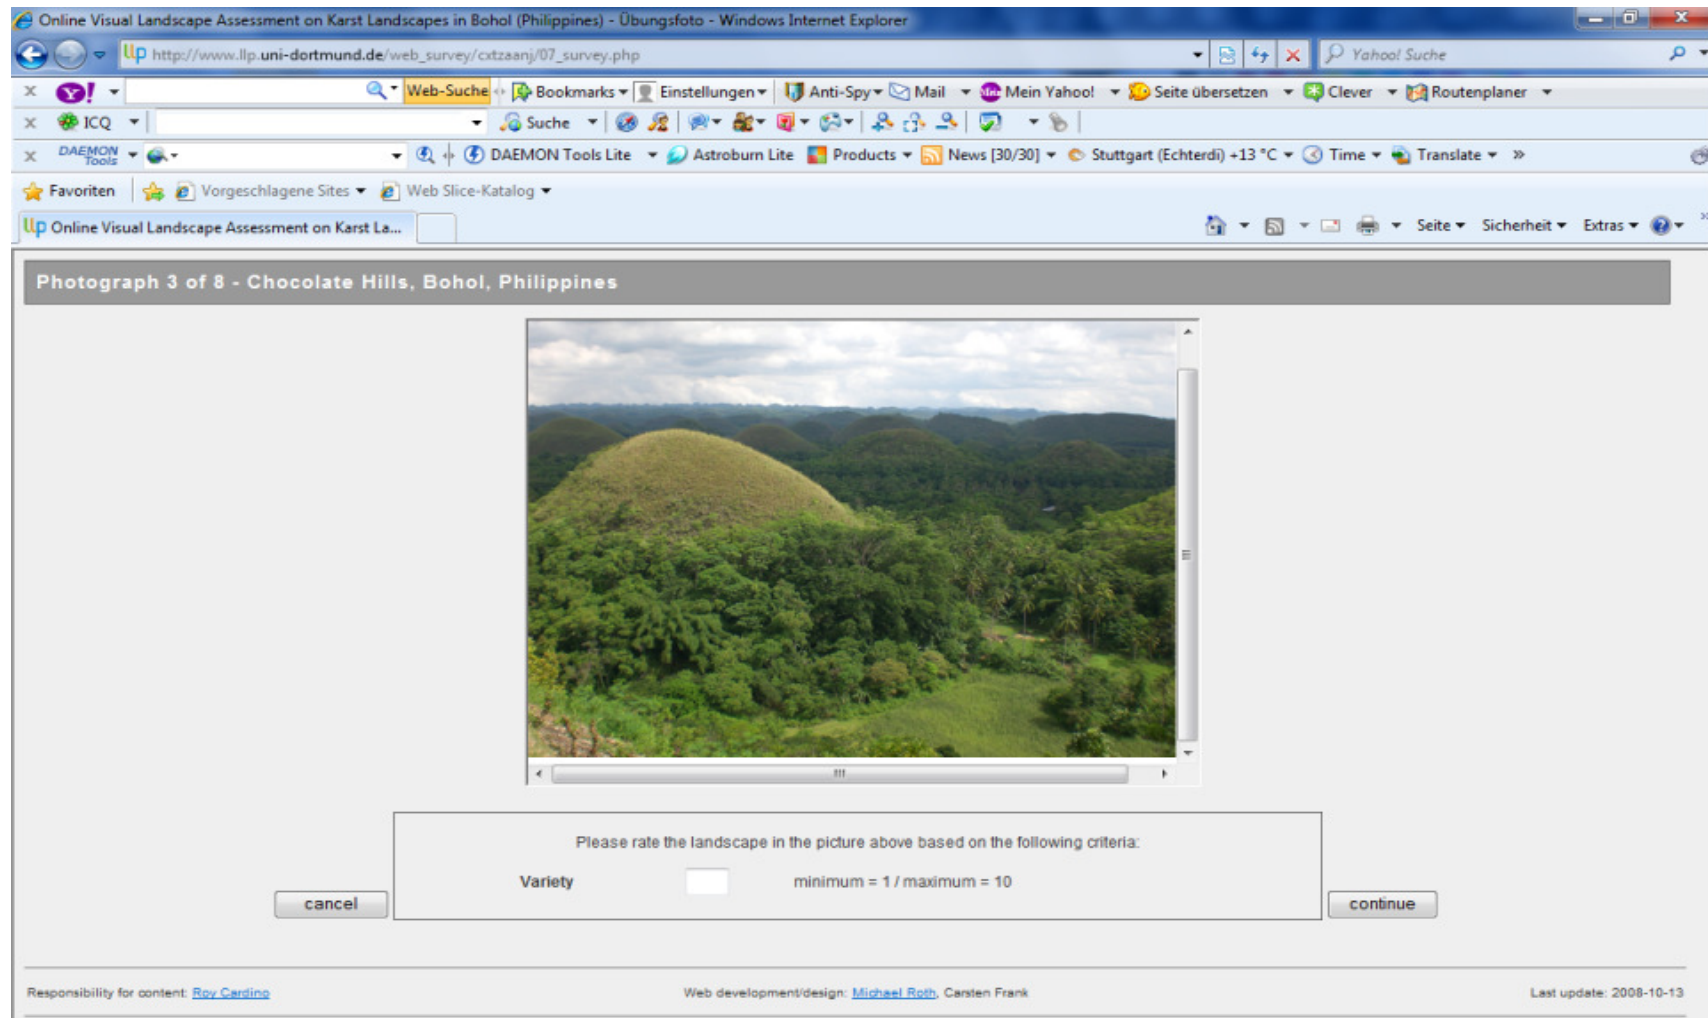 Online Visual Landscape Assessment on Karst Landscapes in Bohol (Philippines) - Übungsfoto - Windows Internet Explorer
llp http://www.llp.uni-dortmund.de/web_survey/cxtzaanj/07_survey.php Yahoo! Suche
Y! Web-Suche Bookmarks Einstellungen Anti-Spy Mail Mein Yahoo! Seite übersetzen Clever Routenplaner
ICQ Suche
DAEMON Tools DAEMON Tools Lite Astroburn Lite Products News [30/30] Stuttgart (Echterdi) +13 °C Time Translate »
Favoriten Vorgeschlagene Sites Web Slice-Katalog
llp Online Visual Landscape Assessment on Karst La... Seite Sicherheit Extras »
Photograph 3 of 8 - Chocolate Hills, Bohol, Philippines
Please rate the landscape in the picture above based on the following criteria:
Variety minimum = 1 / maximum = 10
cancel continue
Responsibility for content: Roy Cardino Web development/design: Michael Roth, Carsten Frank Last update: 2008-10-13